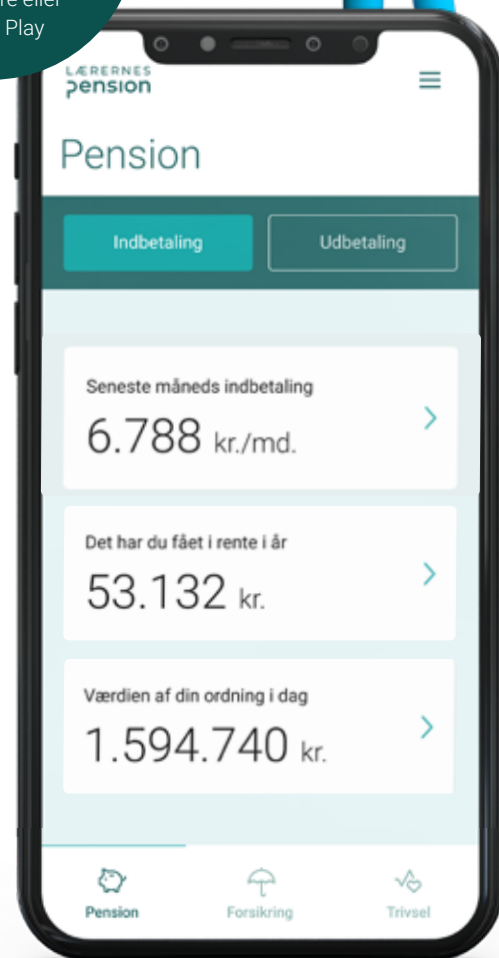 eller
Play
LÆRERNES
Pension
Pension
Indbetaling
Udbetaling
Seneste måneds indbetaling
6.788 kr./md.
Det har du fået i rente i år
53.132 kr.
Værdien af din ordning i dag
1.594.740 kr.
Pension
Forsikring
Trivsel